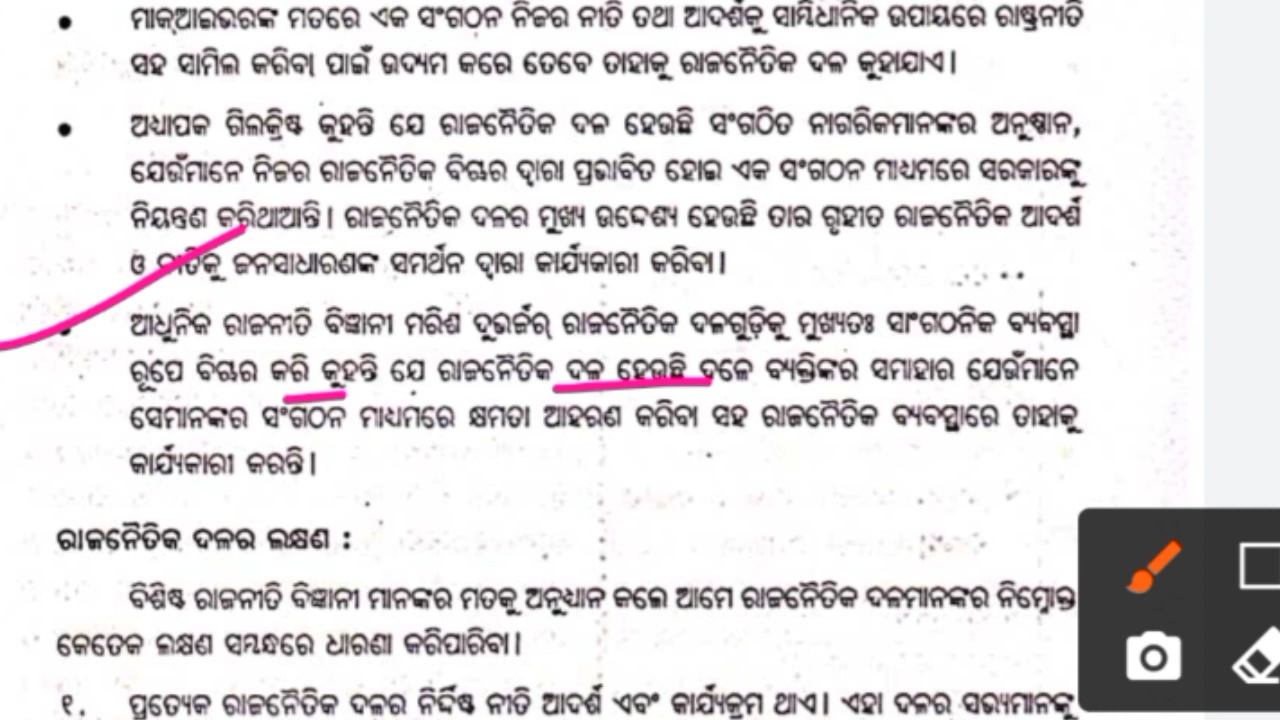 • ମାକ୍ଆଇଭରଙ୍କ ମତରେ ଏକ ସଂଗଠନ ନିଜର ନୀତି ତଥା ଆଦର୍ଶକୁ ସାମ୍ବିଧାନିକ ଉପାୟରେ ରାଷ୍ଟ୍ରନୀତି
ସହ ସାମିଲ କରିବା ପାଇଁ ଉଦ୍ୟମ କରେ ତେବେ ତାହାକୁ ରାଜନୈତିକ ଦଳ କୁହାଯାଏ।
• ଅଧ୍ୟାପକ ଗିଲକ୍ରିଷ୍ଟ କୁହନ୍ତି ଯେ ରାଜନୈତିକ ଦଳ ହେଉଛି ସଂଗଠିତ ନାଗରିକମାନଙ୍କର ଅନୁଷ୍ଠାନ,
ଯେଉଁମାନେ ନିଜର ରାଜନୈତିକ ବିଚାର ଦ୍ୱାରା ପ୍ରଭାବିତ ହୋଇ ଏକ ସଂଗଠନ ମାଧ୍ୟମରେ ସରକାରଙ୍କୁ
ନିୟନ୍ତ୍ରଣ କରିଥାଆନ୍ତି। ରାଜନୈତିକ ଦଳର ମୁଖ୍ୟ ଉଦ୍ଦେଶ୍ୟ ହେଉଛି ତାର ଗୃହୀତ ରାଜନୈତିକ ଆଦର୍ଶ
ଓ ନୀତିକୁ ଜନସାଧାରଣଙ୍କ ସମର୍ଥନ ଦ୍ୱାରା କାର୍ଯ୍ୟକାରୀ କରିବା।
• ଆଧୁନିକ ରାଜନୀତି ବିଜ୍ଞାନୀ ମରିଶ ଦୁଭର୍ଜର୍ ରାଜନୈତିକ ଦଳଗୁଡ଼ିକୁ ମୁଖ୍ୟତଃ ସାଂଗଠନିକ ବ୍ୟବସ୍ଥା
ରୂପେ ବିଚାର କରି କୁହନ୍ତି ଯେ ରାଜନୈତିକ ଦଳ ହେଉଛି ଦଳେ ବ୍ୟକ୍ତିଙ୍କର ସମାହାର ଯେଉଁମାନେ
ସେମାନଙ୍କର ସଂଗଠନ ମାଧ୍ୟମରେ କ୍ଷମତା ଆହରଣ କରିବା ସହ ରାଜନୈତିକ ବ୍ୟବସ୍ଥାରେ ତାହାକୁ
କାର୍ଯ୍ୟକାରୀ କରନ୍ତି।
ରାଜନୈତିକ ଦଳର ଲକ୍ଷଣ :
ବିଶିଷ୍ଟ ରାଜନୀତି ବିଜ୍ଞାନୀ ମାନଙ୍କର ମତକୁ ଅନୁଧ୍ୟାନ କଲେ ଆମେ ରାଜନୈତିକ ଦଳମାନଙ୍କର ନିମ୍ନୋକ୍ତ
କେତେକ ଲକ୍ଷଣ ସମ୍ବନ୍ଧରେ ଧାରଣା କରିପାରିବା।
୧. ପ୍ରତ୍ୟେକ ରାଜନୈତିକ ଦଳର ନିର୍ଦ୍ଦିଷ୍ଟ ନୀତି ଆଦର୍ଶ ଏବଂ କାର୍ଯ୍ୟକ୍ରମ ଥାଏ। ଏହା ଦଳର ସଭ୍ୟମାନଙ୍କୁ